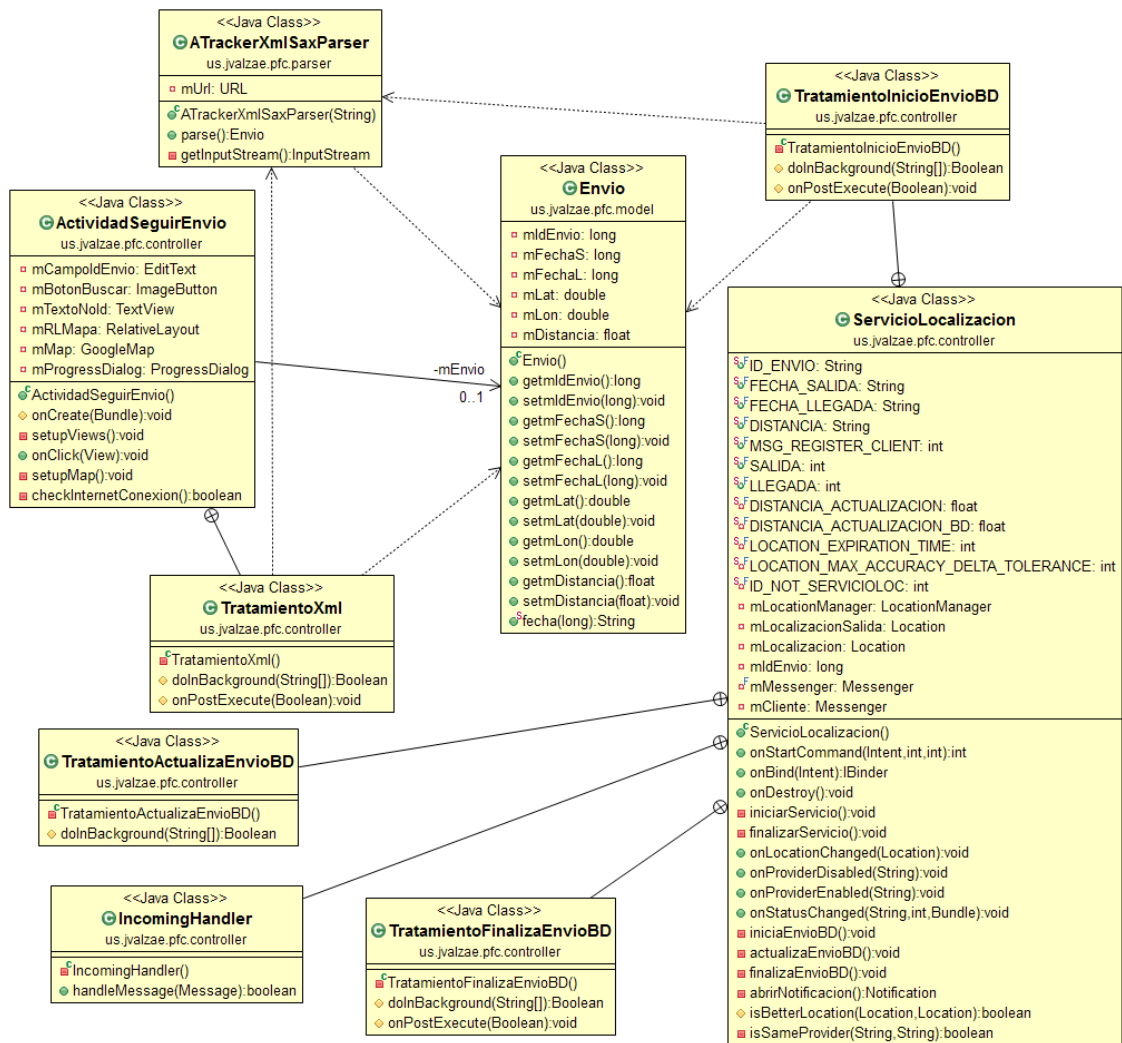 <<Java Class>>
ATrackerXmlSaxParser
us.jvalzae.pfc.parser
mUrl: URL
ATrackerXmlSaxParser(String)
parse():Envio
getInputStream():InputStream
<<Java Class>>
TratamientoInicioEnvioBD
us.jvalzae.pfc.controller
TratamientoInicioEnvioBD()
doInBackground(String[]):Boolean
onPostExecute(Boolean):void
<<Java Class>>
Envio
us.jvalzae.pfc.model
mIdEnvio: long
mFechaS: long
mFechaL: long
mLat: double
mLon: double
mDistancia: float
Envio()
getmIdEnvio():long
setmIdEnvio(long):void
getmFechaS():long
setmFechaS(long):void
getmFechaL():long
setmFechaL(long):void
getmLat():double
setmLat(double):void
getmLon():double
setmLon(double):void
getmDistancia():float
setmDistancia(float):void
fecha(long):String
<<Java Class>>
ActividadSeguirEnvio
us.jvalzae.pfc.controller
mCampoIdEnvio: EditText
mBotonBuscar: ImageButton
mTextoNoId: TextView
mRLMapa: RelativeLayout
mMap: GoogleMap
mProgressDialog: ProgressDialog
ActividadSeguirEnvio()
onCreate(Bundle):void
setupViews():void
onClick(View):void
setupMap():void
checkInternetConexion():boolean
-mEnvio
0..1
<<Java Class>>
ServicioLocalizacion
us.jvalzae.pfc.controller
ID_ENVIO: String
FECHA_SALIDA: String
FECHA_LLEGADA: String
DISTANCIA: String
MSG_REGISTER_CLIENT: int
SALIDA: int
LLEGADA: int
DISTANCIA_ACTUALIZACION: float
DISTANCIA_ACTUALIZACION_BD: float
LOCATION_EXPIRATION_TIME: int
LOCATION_MAX_ACCURACY_DELTA_TOLERANCE: int
ID_NOT_SERVICIOLOC: int
mLocationManager: LocationManager
mLocalizacionSalida: Location
mLocalizacion: Location
mIdEnvio: long
mMessenger: Messenger
mCliente: Messenger
ServicioLocalizacion()
onStartCommand(Intent,int,int):int
onBind(Intent):IBinder
onDestroy():void
iniciarServicio():void
finalizarServicio():void
onLocationChanged(Location):void
onProviderDisabled(String):void
onProviderEnabled(String):void
onStatusChanged(String,int,Bundle):void
iniciaEnvioBD():void
actualizaEnvioBD():void
finalizaEnvioBD():void
abrirNotificacion():Notification
isBetterLocation(Location,Location):boolean
isSameProvider(String,String):boolean
<<Java Class>>
TratamientoXml
us.jvalzae.pfc.controller
TratamientoXml()
doInBackground(String[]):Boolean
onPostExecute(Boolean):void
<<Java Class>>
TratamientoActualizaEnvioBD
us.jvalzae.pfc.controller
TratamientoActualizaEnvioBD()
doInBackground(String[]):Boolean
<<Java Class>>
IncomingHandler
us.jvalzae.pfc.controller
IncomingHandler()
handleMessage(Message):boolean
<<Java Class>>
TratamientoFinalizaEnvioBD
us.jvalzae.pfc.controller
TratamientoFinalizaEnvioBD()
doInBackground(String[]):Boolean
onPostExecute(Boolean):void